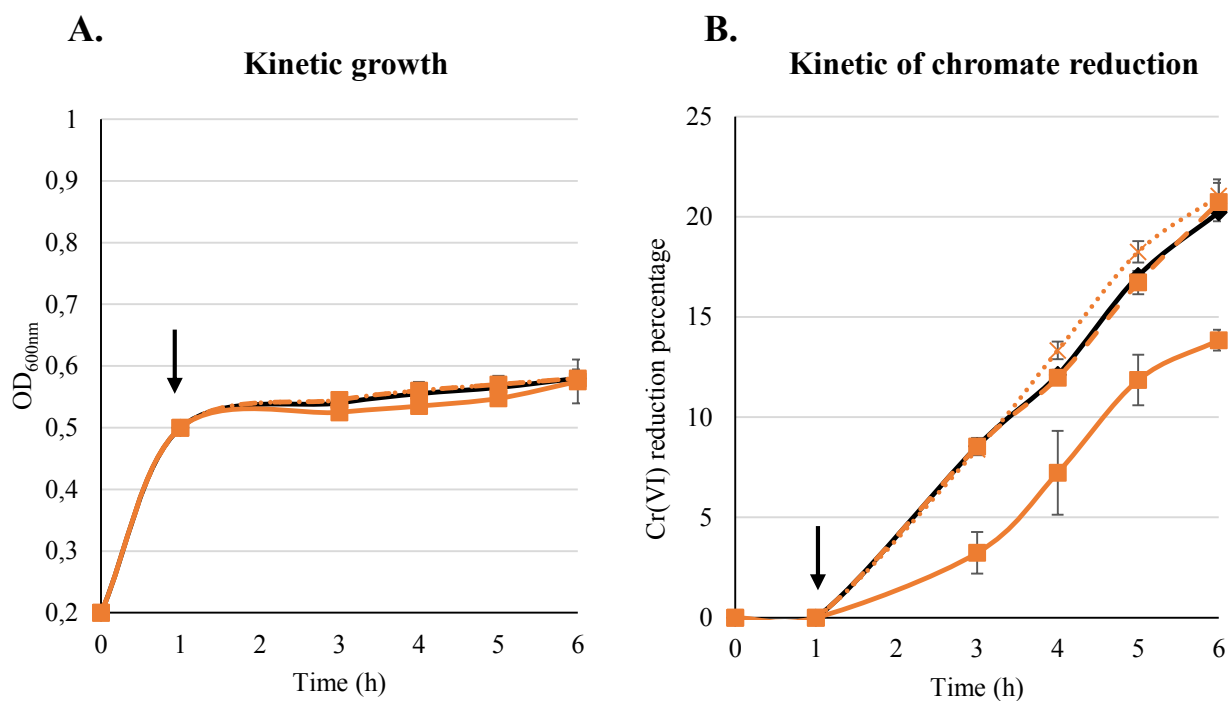 A.
Kinetic growth
1
0,9
0,8
0,7
0,6
0,5
0,4
0,3
0,2
OD600nm
0 1 2 3 4 5 6
Time (h)
B.
Kinetic of chromate reduction
25
20
15
10
5
0
Cr(VI) reduction percentage
0 1 2 3 4 5 6
Time (h)